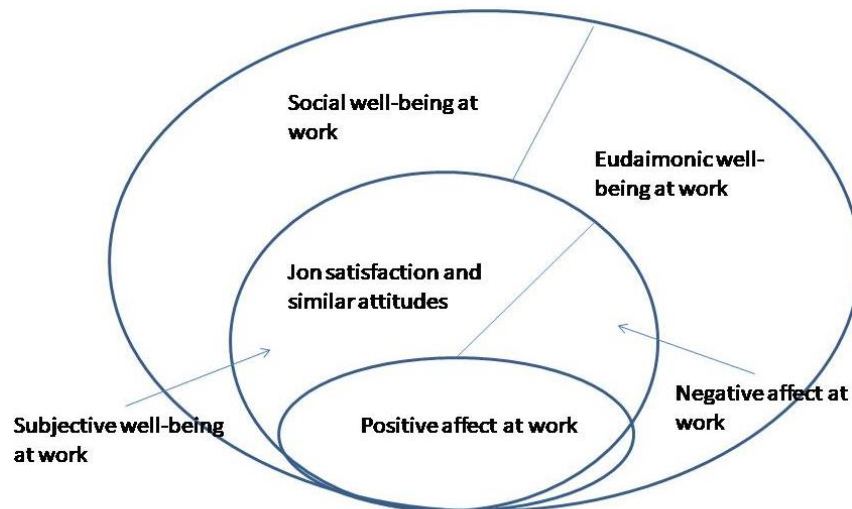 Social well-being at
work
Eudaimonic well-
being at work
Jon satisfaction and
similar attitudes
Negative affect at
work
Subjective well-being
at work
Positive affect at work